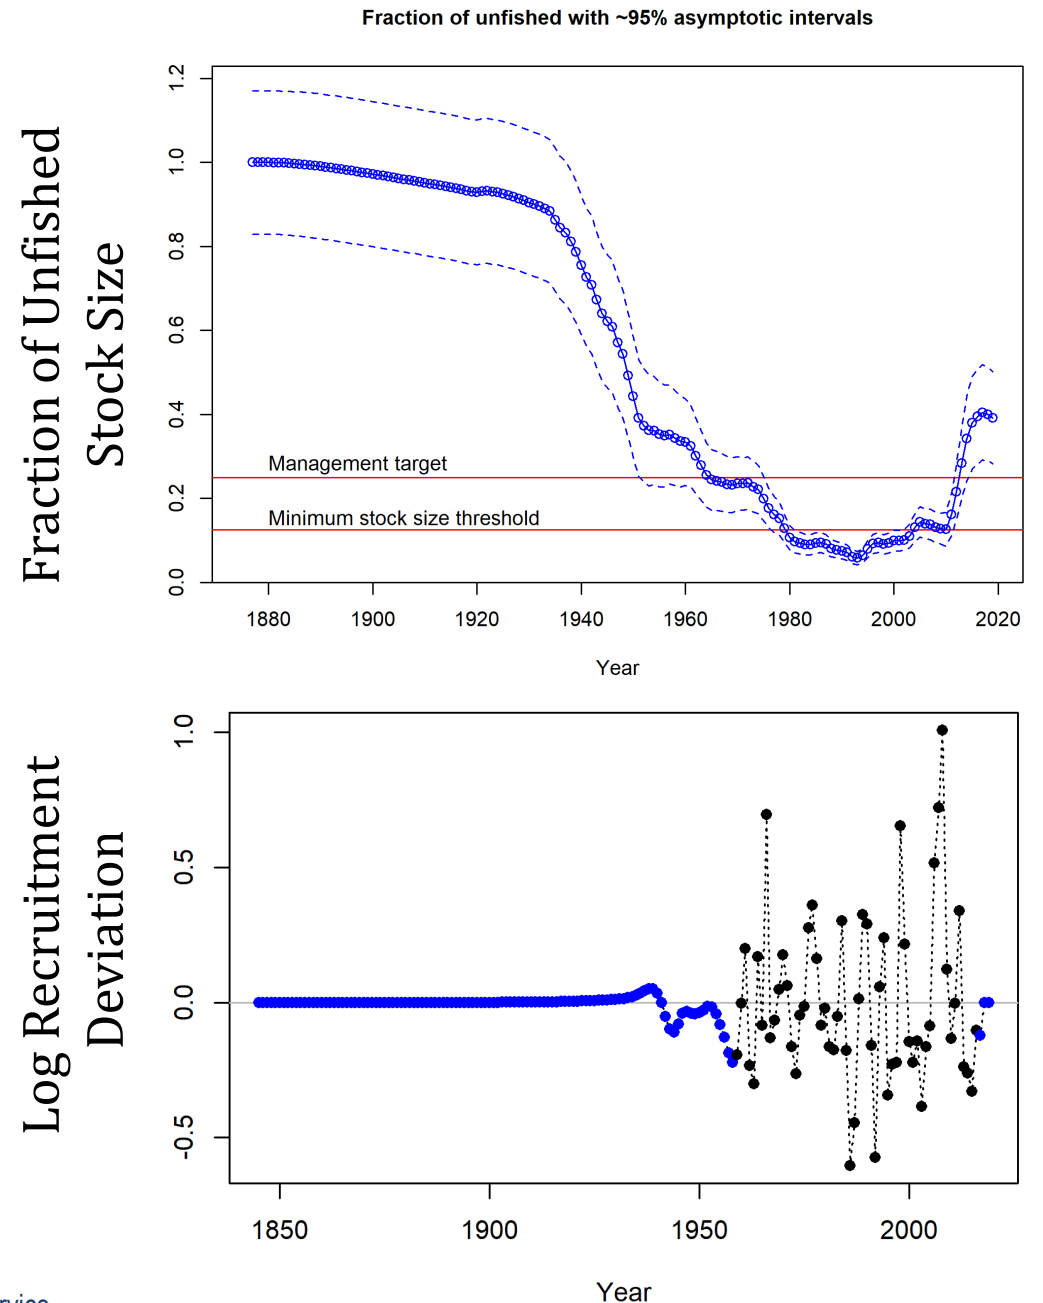 Fraction of unfished with ~95% asymptotic intervals
Fraction of Unfished
Stock Size
1.2
1.0
0.8
0.6
0.4
0.2
0.0
Management target
Minimum stock size threshold
1880 1900 1920 1940 1960 1980 2000 2020
Year
Log Recruitment
Deviation
1.0
0.5
0.0
-0.5
1850 1900 1950 2000
Year